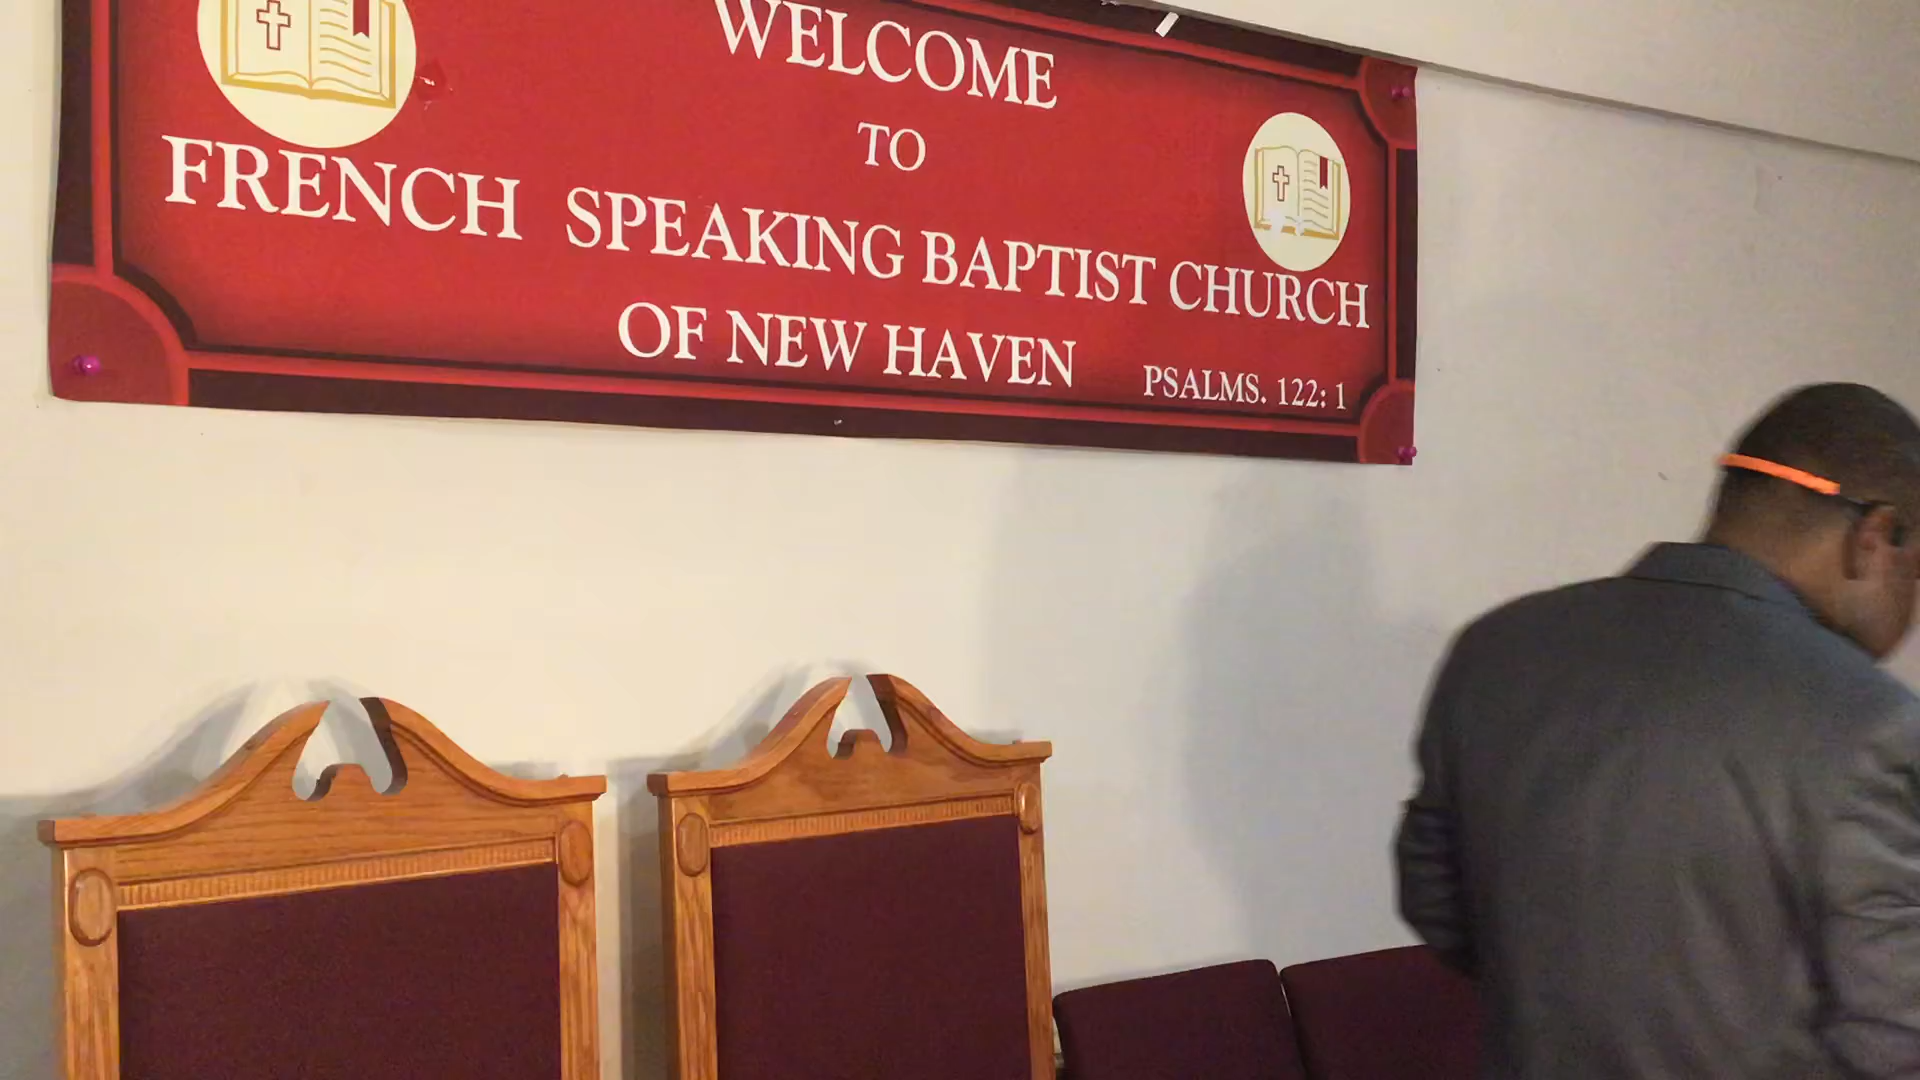 WELCOME
TO
FRENCH SPEAKING BAPTIST CHURCH
OF NEW HAVEN
PSALMS. 122: 1